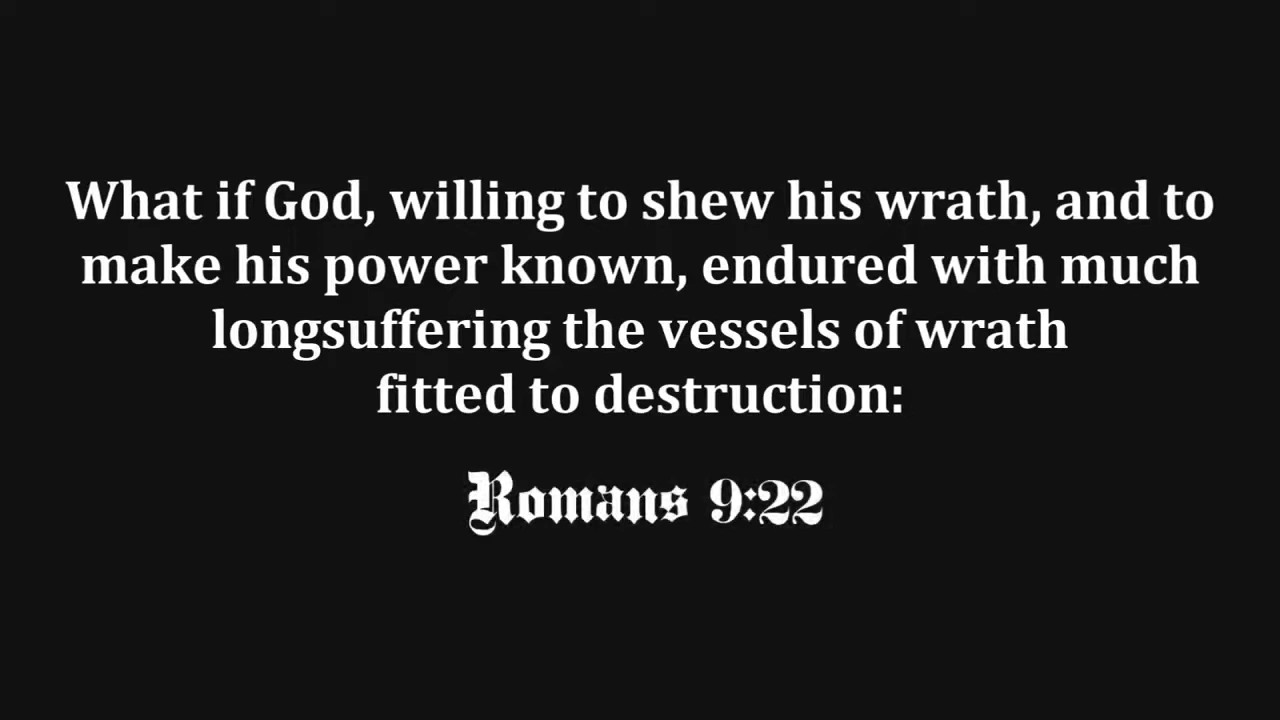 What if God, willing to shew his wrath, and to
make his power known, endured with much
longsuffering the vessels of wrath
fitted to destruction:
Romans 9:22